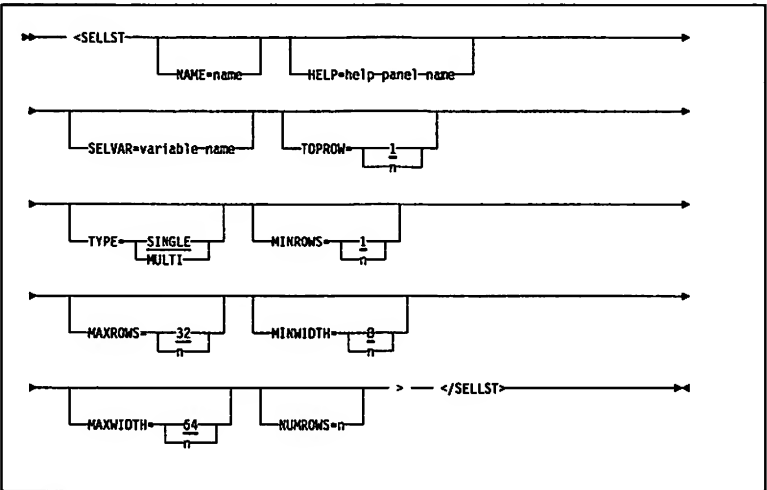 <SELLST
NAME=name HELP=help-panel-name
SELVAR=variable-name TOPROW= 1
n
TYPE= SINGLE MINROWS= 1
MULTI n
MAXROWS= 32 MINWIDTH= 8
n n
> — </SELLST>
MAXWIDTH= 64 NUMROWS=n
n